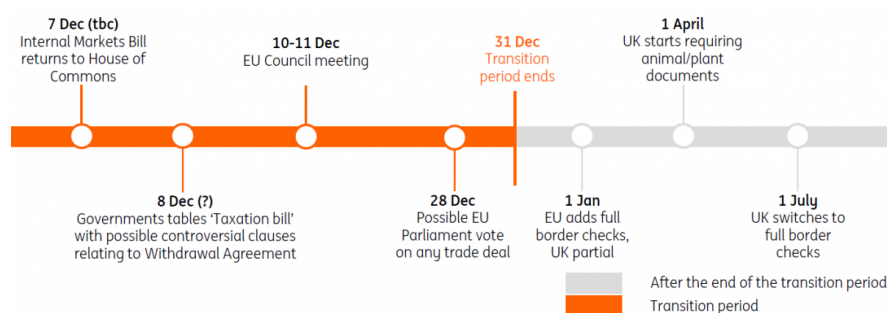 7 Dec (tbc)
Internal Markets Bill
returns to House of
Commons
10-11 Dec
EU Council meeting
31 Dec
Transition
period ends
1 April
UK starts requiring
animal/plant
documents
8 Dec (?)
Governments tables ‘Taxation bill’
with possible controversial clauses
relating to Withdrawal Agreement
28 Dec
Possible EU
Parliament vote
on any trade deal
1 Jan
EU adds full
border checks,
UK partial
1 July
UK switches to
full border
checks
After the end of the transition period
Transition period